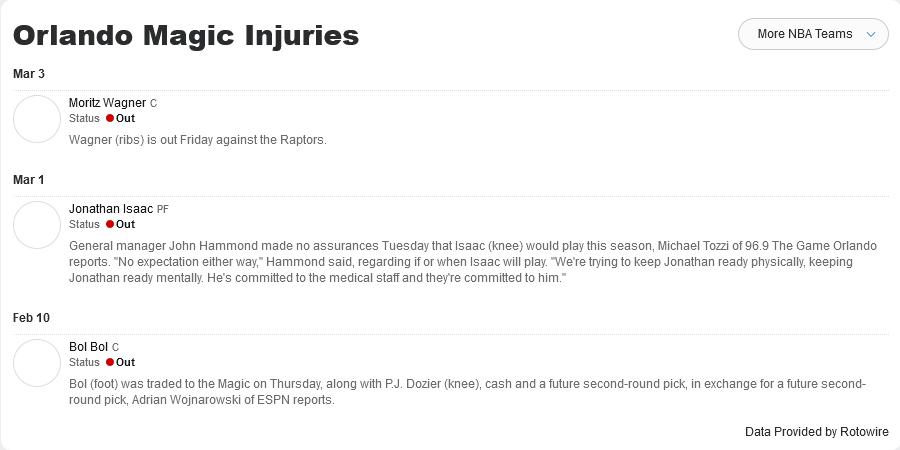 Orlando Magic Injuries
More NBA Teams
Mar 3
Moritz Wagner C
Status Out
Wagner (ribs) is out Friday against the Raptors.
Mar 1
Jonathan Isaac PF
Status Out
General manager John Hammond made no assurances Tuesday that Isaac (knee) would play this season, Michael Tozzi of 96.9 The Game Orlando
reports. "No expectation either way," Hammond said, regarding if or when Isaac will play. "We're trying to keep Jonathan ready physically, keeping
Jonathan ready mentally. He's committed to the medical staff and they're committed to him."
Feb 10
Bol Bol C
Status Out
Bol (foot) was traded to the Magic on Thursday, along with P.J. Dozier (knee), cash and a future second-round pick, in exchange for a future second-
round pick, Adrian Wojnarowski of ESPN reports.
Data Provided by Rotowire